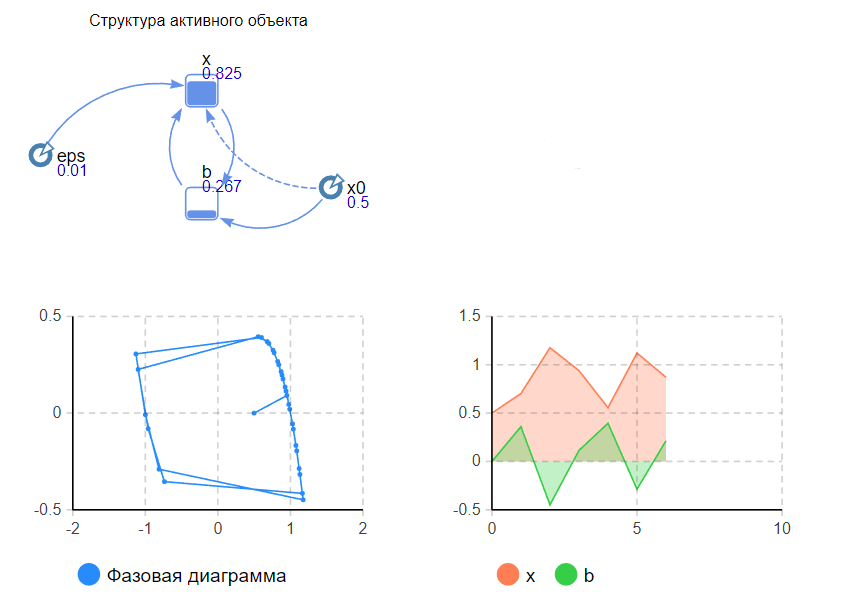 Структура активного объекта
x
0.825
eps
0.01
b
0.267
x0
0.5
0.5
0
-0.5
-2
-1
0
1
2
Фазовая диаграмма
1.5
1
0.5
0
-0.5
0
5
10
x
b